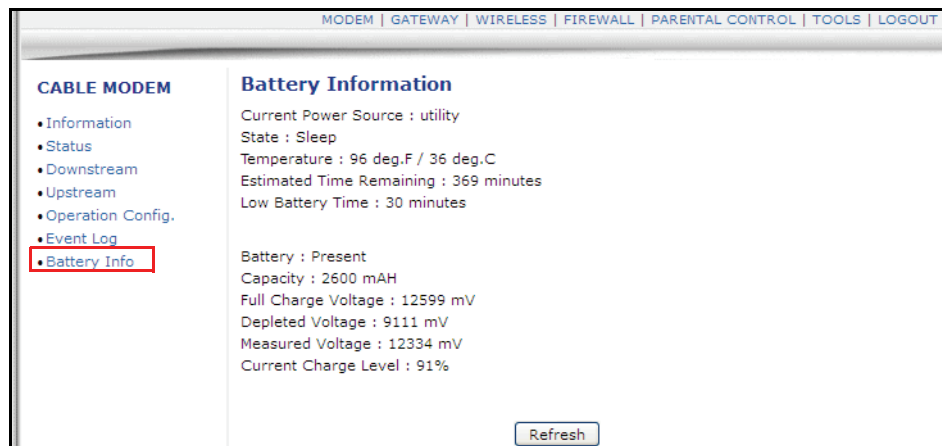 MODEM | GATEWAY | WIRELESS | FIREWALL | PARENTAL CONTROL | TOOLS | LOGOUT
CABLE MODEM
• Information
• Status
• Downstream
• Upstream
• Operation Config.
• Event Log
• Battery Info
Battery Information
Current Power Source : utility
State : Sleep
Temperature : 96 deg.F / 36 deg.C
Estimated Time Remaining : 369 minutes
Low Battery Time : 30 minutes
Battery : Present
Capacity : 2600 mAH
Full Charge Voltage : 12599 mV
Depleted Voltage : 9111 mV
Measured Voltage : 12334 mV
Current Charge Level : 91%
Refresh